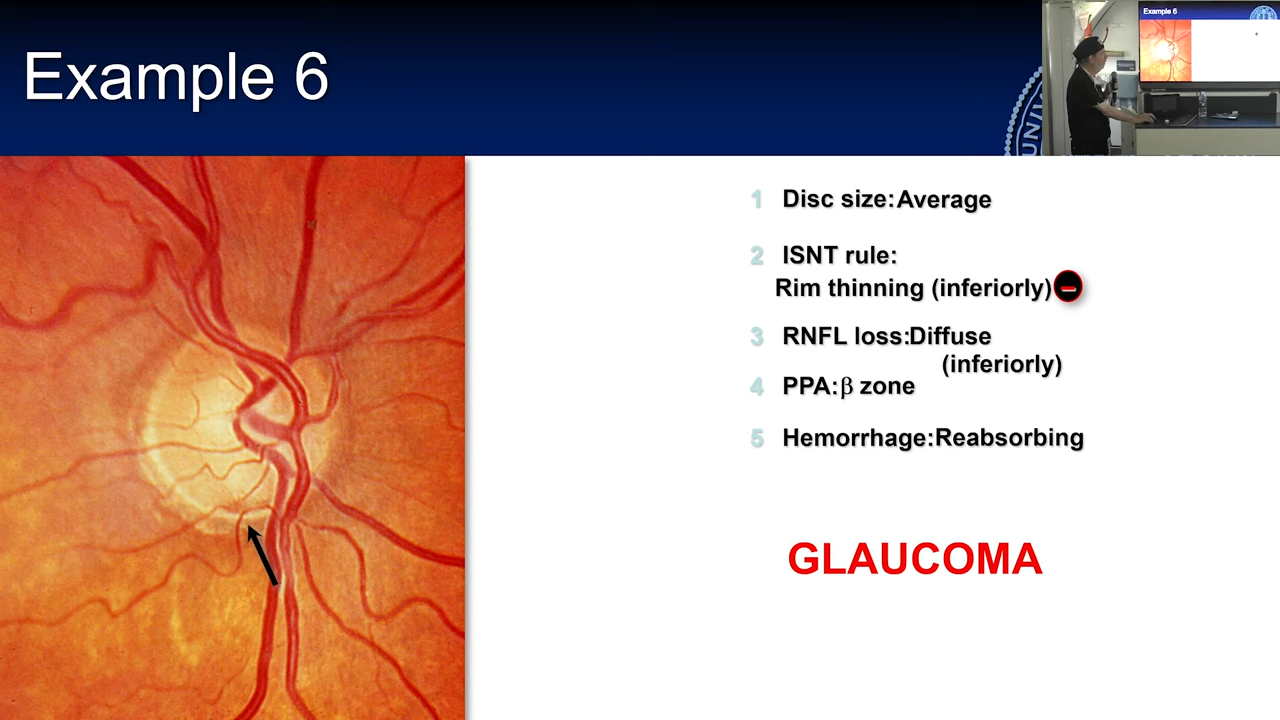 Example 6
Example 6
UNIV
1 Disc size: Average
2 ISNT rule:
Rim thinning (inferiorly) –
3 RNFL loss: Diffuse
(inferiorly)
4 PPA: β zone
5 Hemorrhage: Reabsorbing
GLAUCOMA